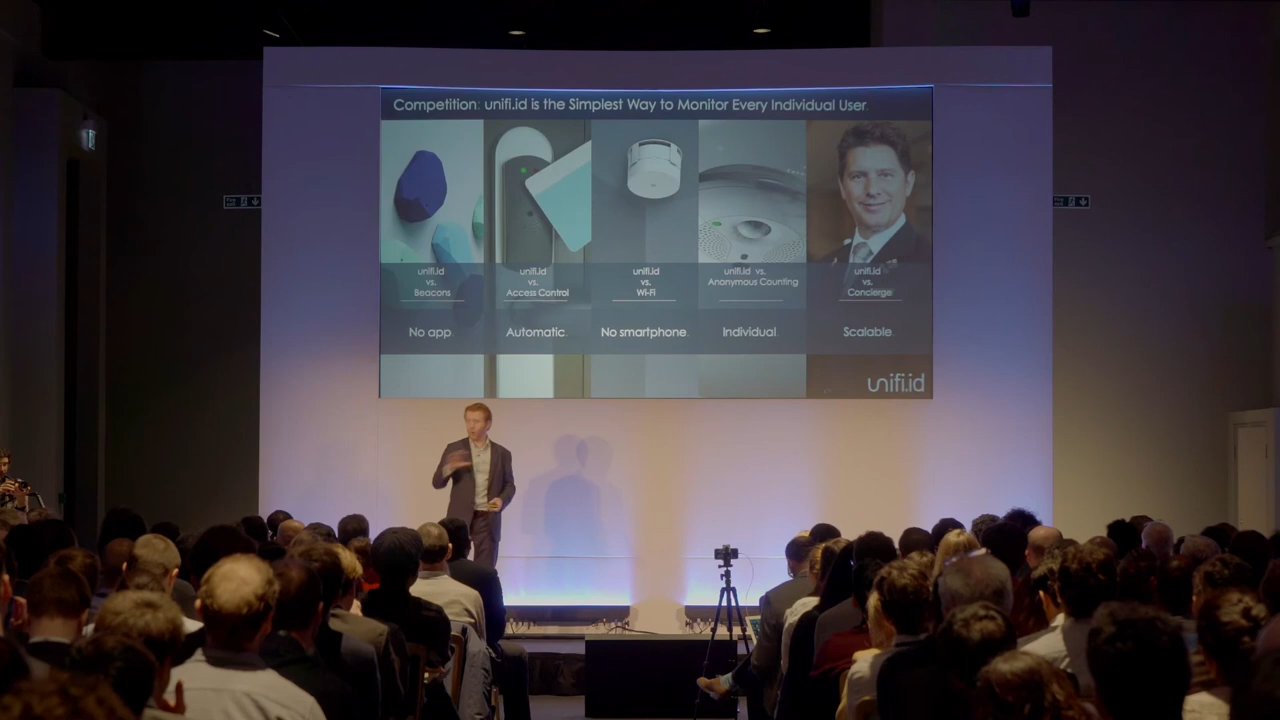 Competition: unifi.id is the Simplest Way to Monitor Every Individual User.
unifi.id
vs.
Beacons
No app
unifi.id
vs.
Access Control
Automatic.
unifi.id
vs.
Wi-Fi
No smartphone.
unifi.id vs.
Anonymous Counting
Individual
unifi.id
vs.
Concierge
Scalable.
unifi.id